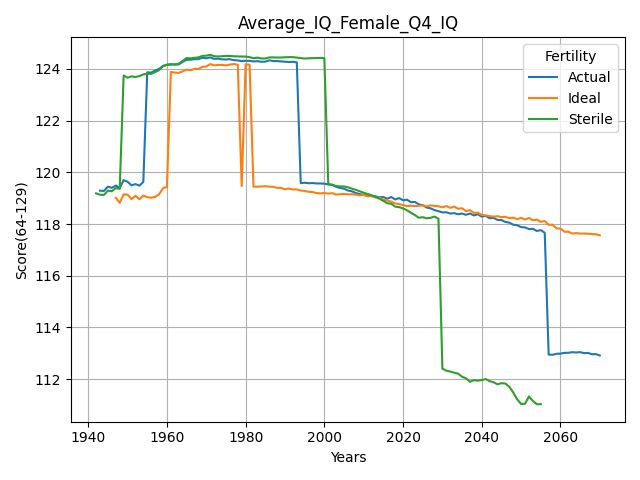 Average_IQ_Female_Q4_IQ
Fertility
Actual
Ideal
Sterile
Score(64-129)
124
122
120
118
116
114
112
1940 1960 1980 2000 2020 2040 2060
Years